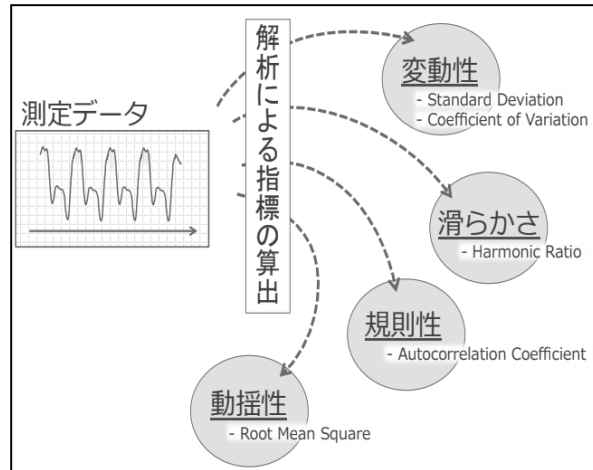 測定データ
解析による指標の算出
変動性
- Standard Deviation
- Coefficient of Variation
滑らかさ
- Harmonic Ratio
規則性
- Autocorrelation Coefficient
動揺性
- Root Mean Square